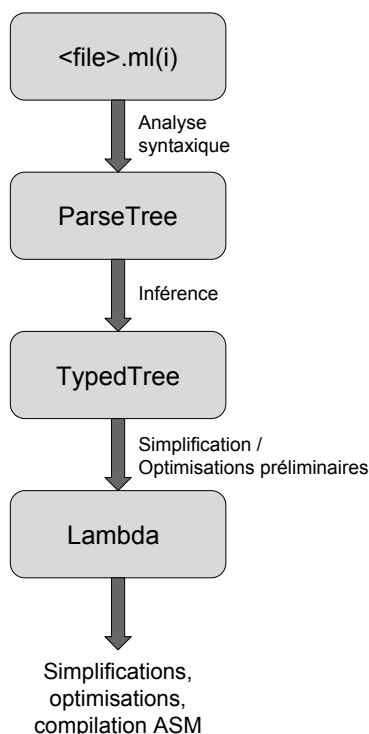 <file>.ml(i)
Analyse
syntaxique
ParseTree
Inférence
TypedTree
Simplification /
Optimisations préliminaires
Lambda
Simplifications,
optimisations,
compilation ASM